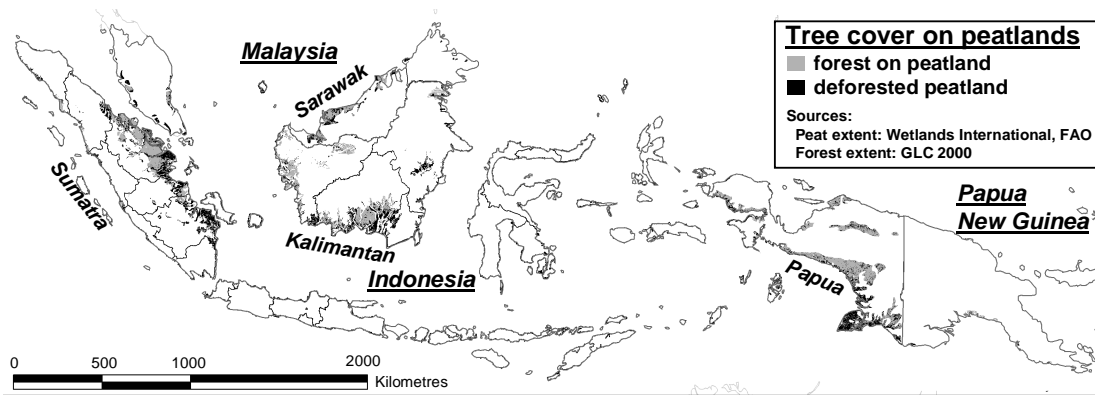 Malaysia
Sarawak
Sumatra
Kalimantan
Indonesia
Papua
Papua
New Guinea
Tree cover on peatlands
forest on peatland
deforested peatland
Sources:
Peat extent: Wetlands International, FAO
Forest extent: GLC 2000
0 500 1000 2000
Kilometres